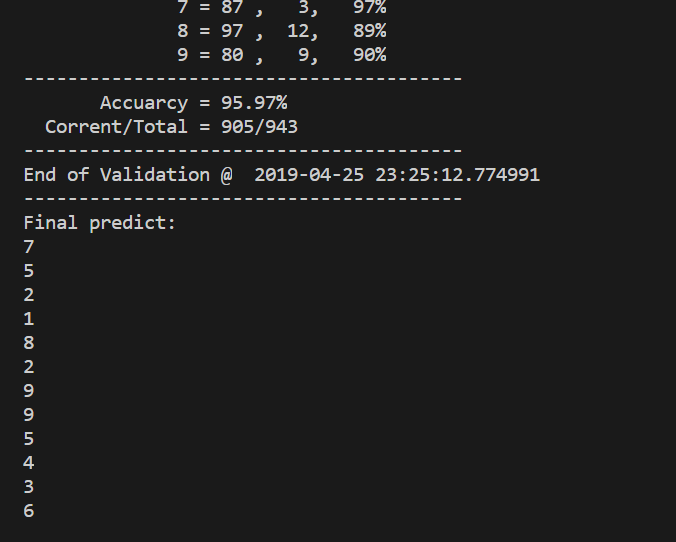 7 = 87 ,   3,   97%
8 = 97 ,  12,   89%
9 = 80 ,   9,   90%
----------------------------------------
Accuarcy = 95.97%
Corrent/Total = 905/943
----------------------------------------
End of Validation @  2019-04-25 23:25:12.774991
----------------------------------------
Final predict:
7
5
2
1
8
2
9
9
5
4
3
6